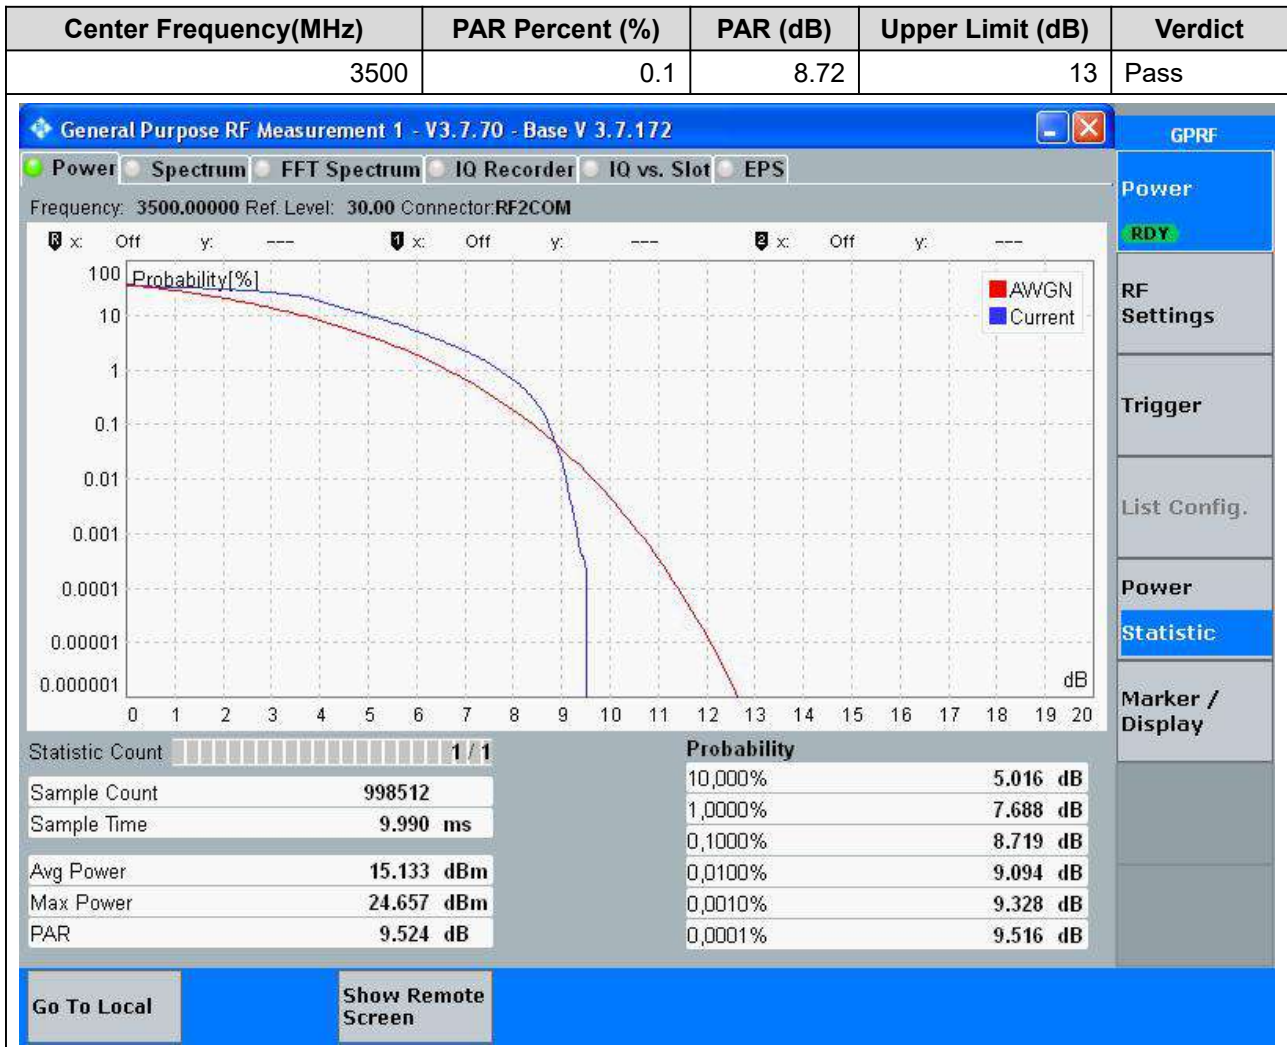 Center Frequency(MHz) PAR Percent (%) PAR (dB) Upper Limit (dB) Verdict
3500 0.1 8.72 13 Pass
General Purpose RF Measurement 1 - V3.7.70 - Base V 3.7.172
GPRF
Power Spectrum FFT Spectrum IQ Recorder IQ vs. Slot EPS
Frequency: 3500.00000 Ref. Level: 30.00 Connector:RF2COM
R x: Off y: --- 1 x: Off y: --- 2 x: Off y: ---
100 Probability[%]
10
1
0.1
0.01
0.001
0.0001
0.00001
0.000001
AWGN
Current
dB
0 1 2 3 4 5 6 7 8 9 10 11 12 13 14 15 16 17 18 19 20
Statistic Count 1 / 1
Sample Count 998512
Sample Time 9.990 ms
Avg Power 15.133 dBm
Max Power 24.657 dBm
PAR 9.524 dB
Probability
10,000% 5.016 dB
1,0000% 7.688 dB
0,1000% 8.719 dB
0,0100% 9.094 dB
0,0010% 9.328 dB
0,0001% 9.516 dB
Power
RDY
RF
Settings
Trigger
List Config.
Power
Statistic
Marker /
Display
Go To Local
Show Remote
Screen